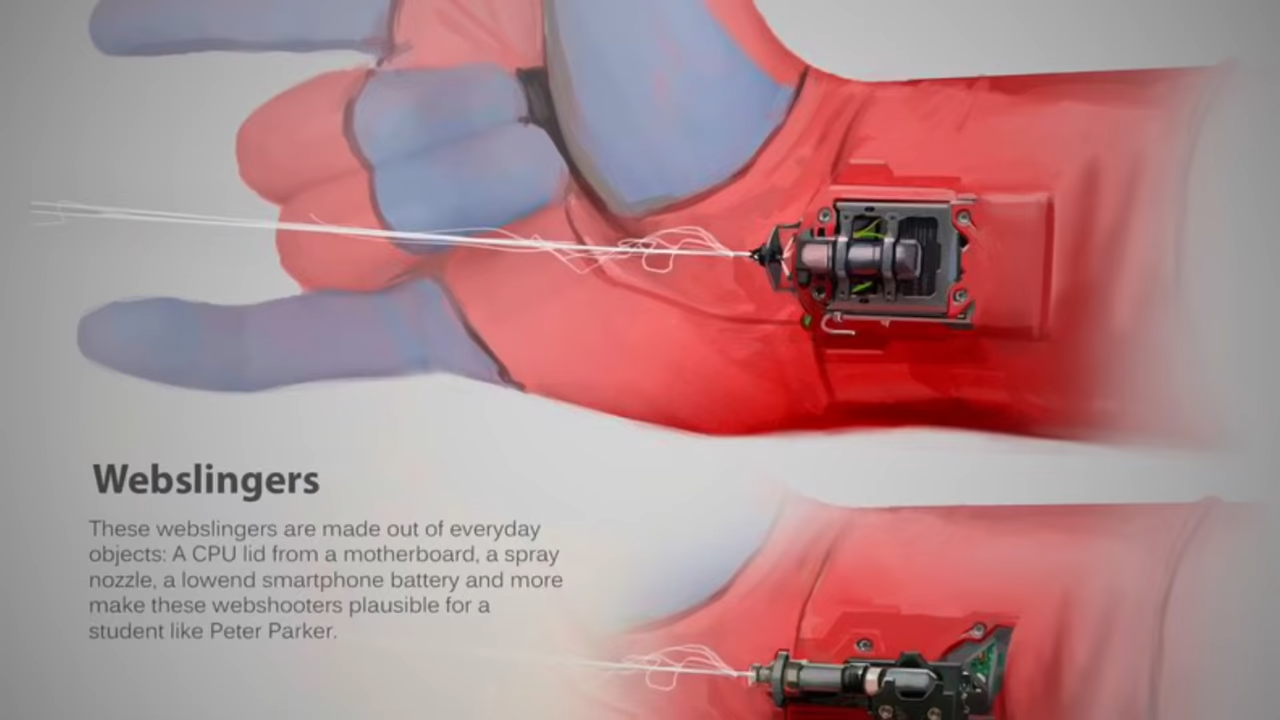 Webslingers
These webslingers are made out of everyday
objects: A CPU lid from a motherboard, a spray
nozzle, a lowend smartphone battery and more
make these webshooters plausible for a
student like Peter Parker.